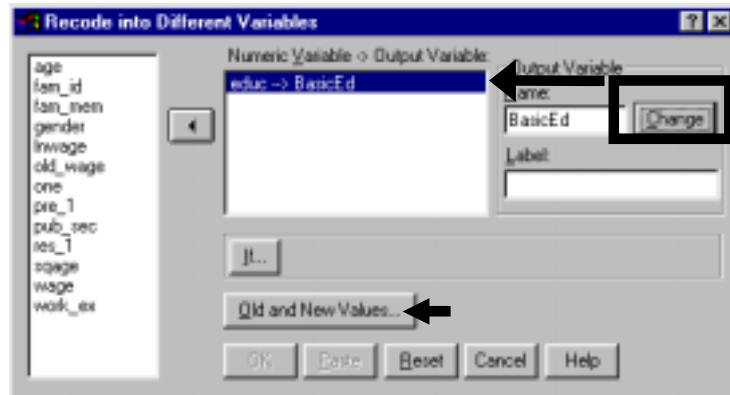 Recode into Different Variables
age
fam_id
fam_mem
gender
lnwage
old_wage
one
pre_1
pub_sec
res_1
sqage
wage
work_ex
Numeric Variable -> Output Variable:
educ --> BasicEd
Output Variable
Name:
BasicEd
Change
Label:
If...
Old and New Values...
OK
Paste
Reset
Cancel
Help